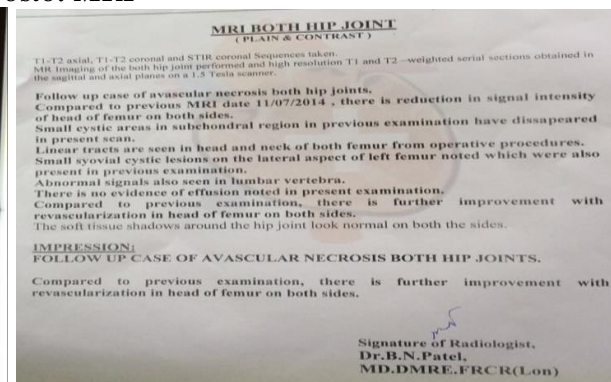 MRI BOTH HIP JOINT
( PLAIN & CONTRAST )
T1-T2 axial, T1-T2 coronal and STIR coronal Sequences taken.
MR Imaging of the both hip joint performed and high resolution T1 and T2 –weighted serial sections obtained in
the sagittal and axial planes on a 1.5 Tesla scanner.
Follow up case of avascular necrosis both hip joints.
Compared to previous MRI date 11/07/2014 , there is reduction in signal intensity
of head of femur on both sides.
Small cystic areas in subchondral region in previous examination have dissapeared
in present scan.
Linear tracts are seen in head and neck of both femur from operative procedures.
Small syovial cystic lesions on the lateral aspect of left femur noted which were also
present in previous examination.
Abnormal signals also seen in lumbar vertebra.
There is no evidence of effusion noted in present examination.
Compared to previous examination, there is further improvement with
revascularization in head of femur on both sides.
The soft tissue shadows around the hip joint look normal on both the sides.
IMPRESSION:
FOLLOW UP CASE OF AVASCULAR NECROSIS BOTH HIP JOINTS.
Compared to previous examination, there is further improvement with
revascularization in head of femur on both sides.
Signature of Radiologist,
Dr.B.N.Patel,
MD.DMRE.FRCR(Lon)